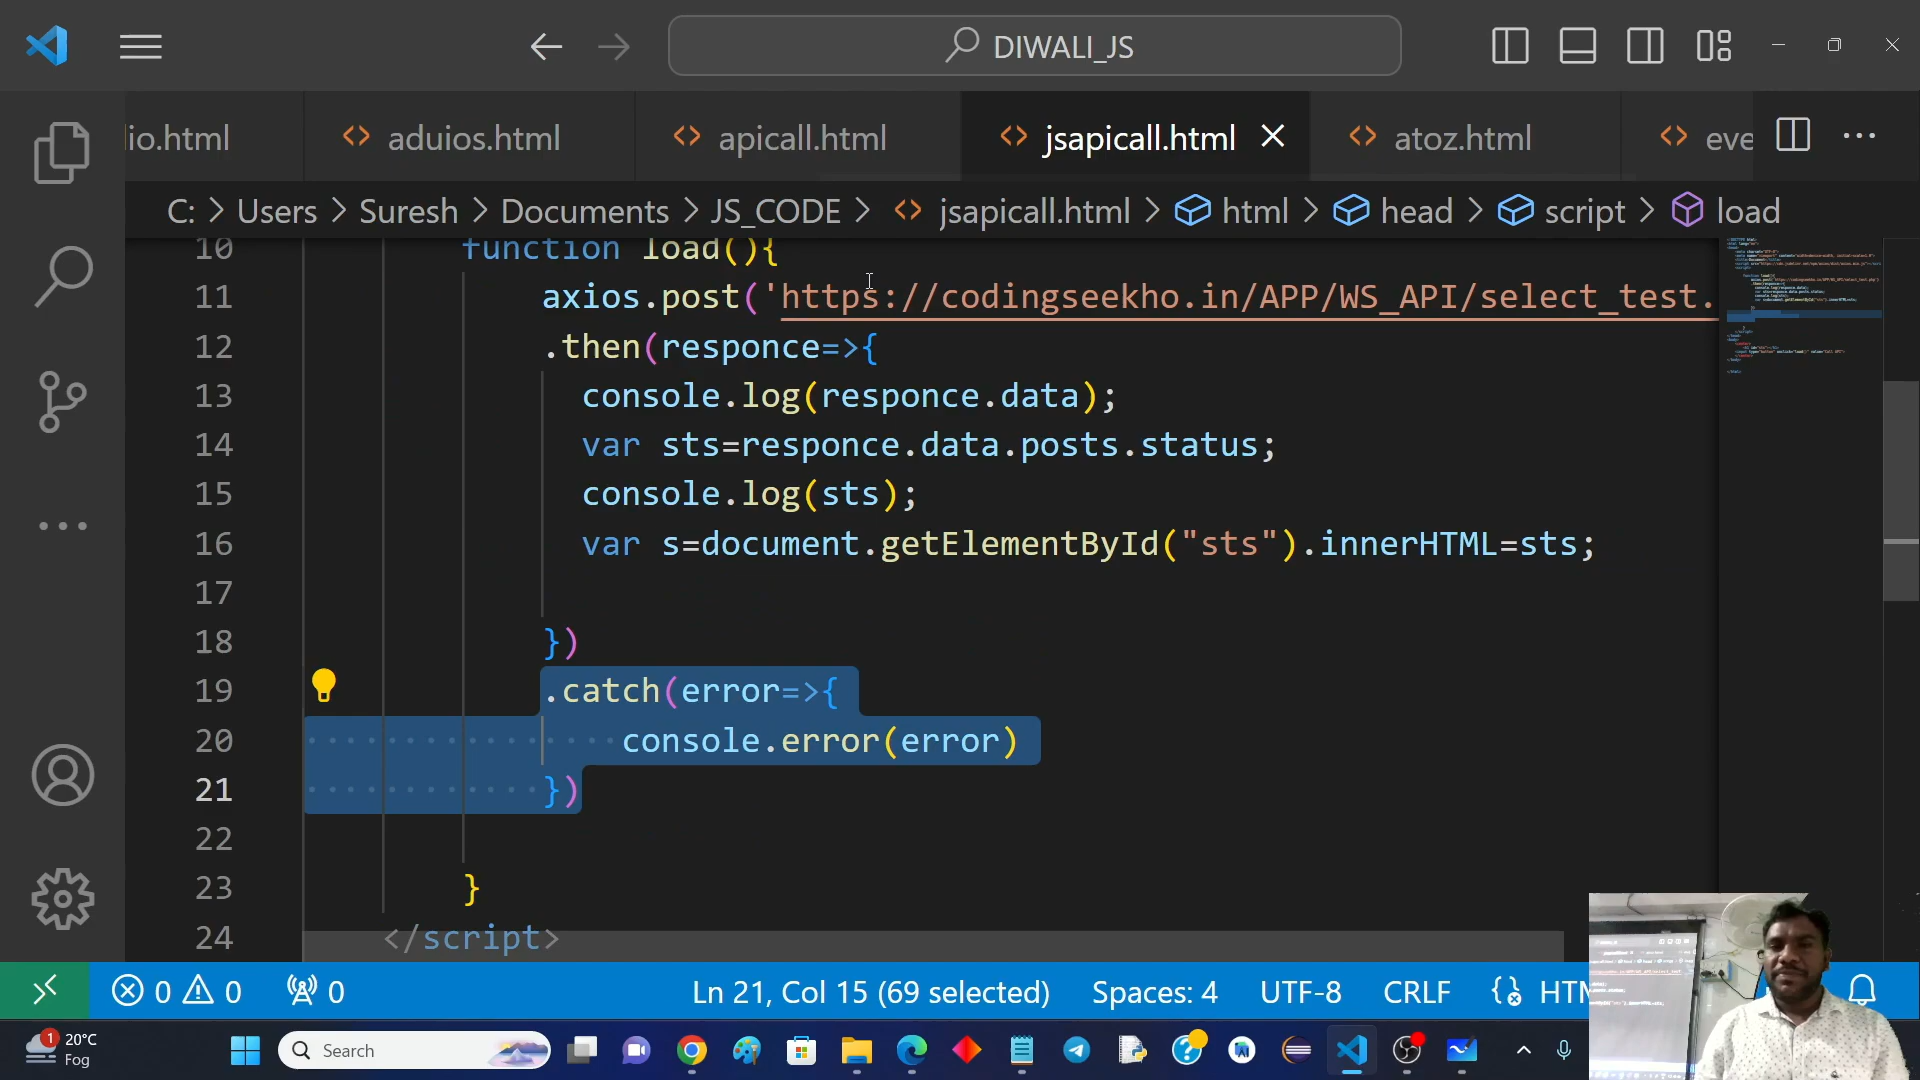 DIWALI_JS
lio.html
aduios.html
apicall.html
jsapicall.html
atoz.html
eve
C: > Users > Suresh > Documents > JS_CODE > jsapicall.html > html > head > script > load
10 function load(){
11 axios.post('https://codingseekho.in/APP/WS_API/select_test.
12 .then(responce=>{
13 console.log(responce.data);
14 var sts=responce.data.posts.status;
15 console.log(sts);
16 var s=document.getElementById("sts").innerHTML=sts;
17
18 })
19 .catch(error=>{
20 console.error(error)
21 })
22
23 }
24 </script>
0 0 0 Ln 21, Col 15 (69 selected) Spaces: 4 UTF-8 CRLF HTM
1 20°C
Fog
Search